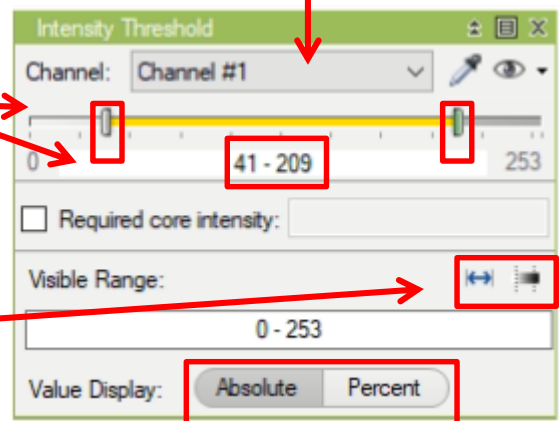 Intensity Threshold
Channel: Channel #1
0 41 - 209 253
Required core intensity:
Visible Range:
0 - 253
Value Display: Absolute Percent